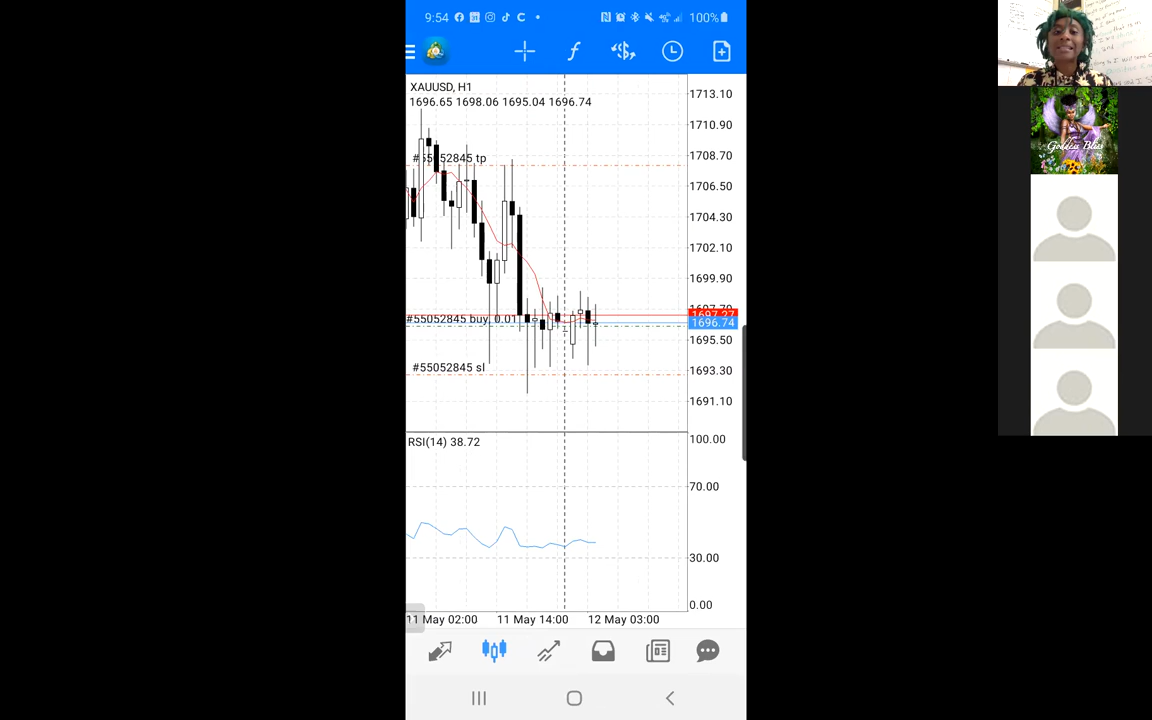 9:54
100%
XAUUSD, H1
1696.65 1698.06 1695.04 1696.74
1713.10
1710.90
#55052845 tp
1708.70
1706.50
1704.30
1702.10
1699.90
1697.27
#55052845 buy 0.01
1696.74
1695.50
#55052845 sl
1693.30
1691.10
RSI(14) 38.72
100.00
70.00
30.00
0.00
11 May 02:00 11 May 14:00 12 May 03:00
Goddess Bliss